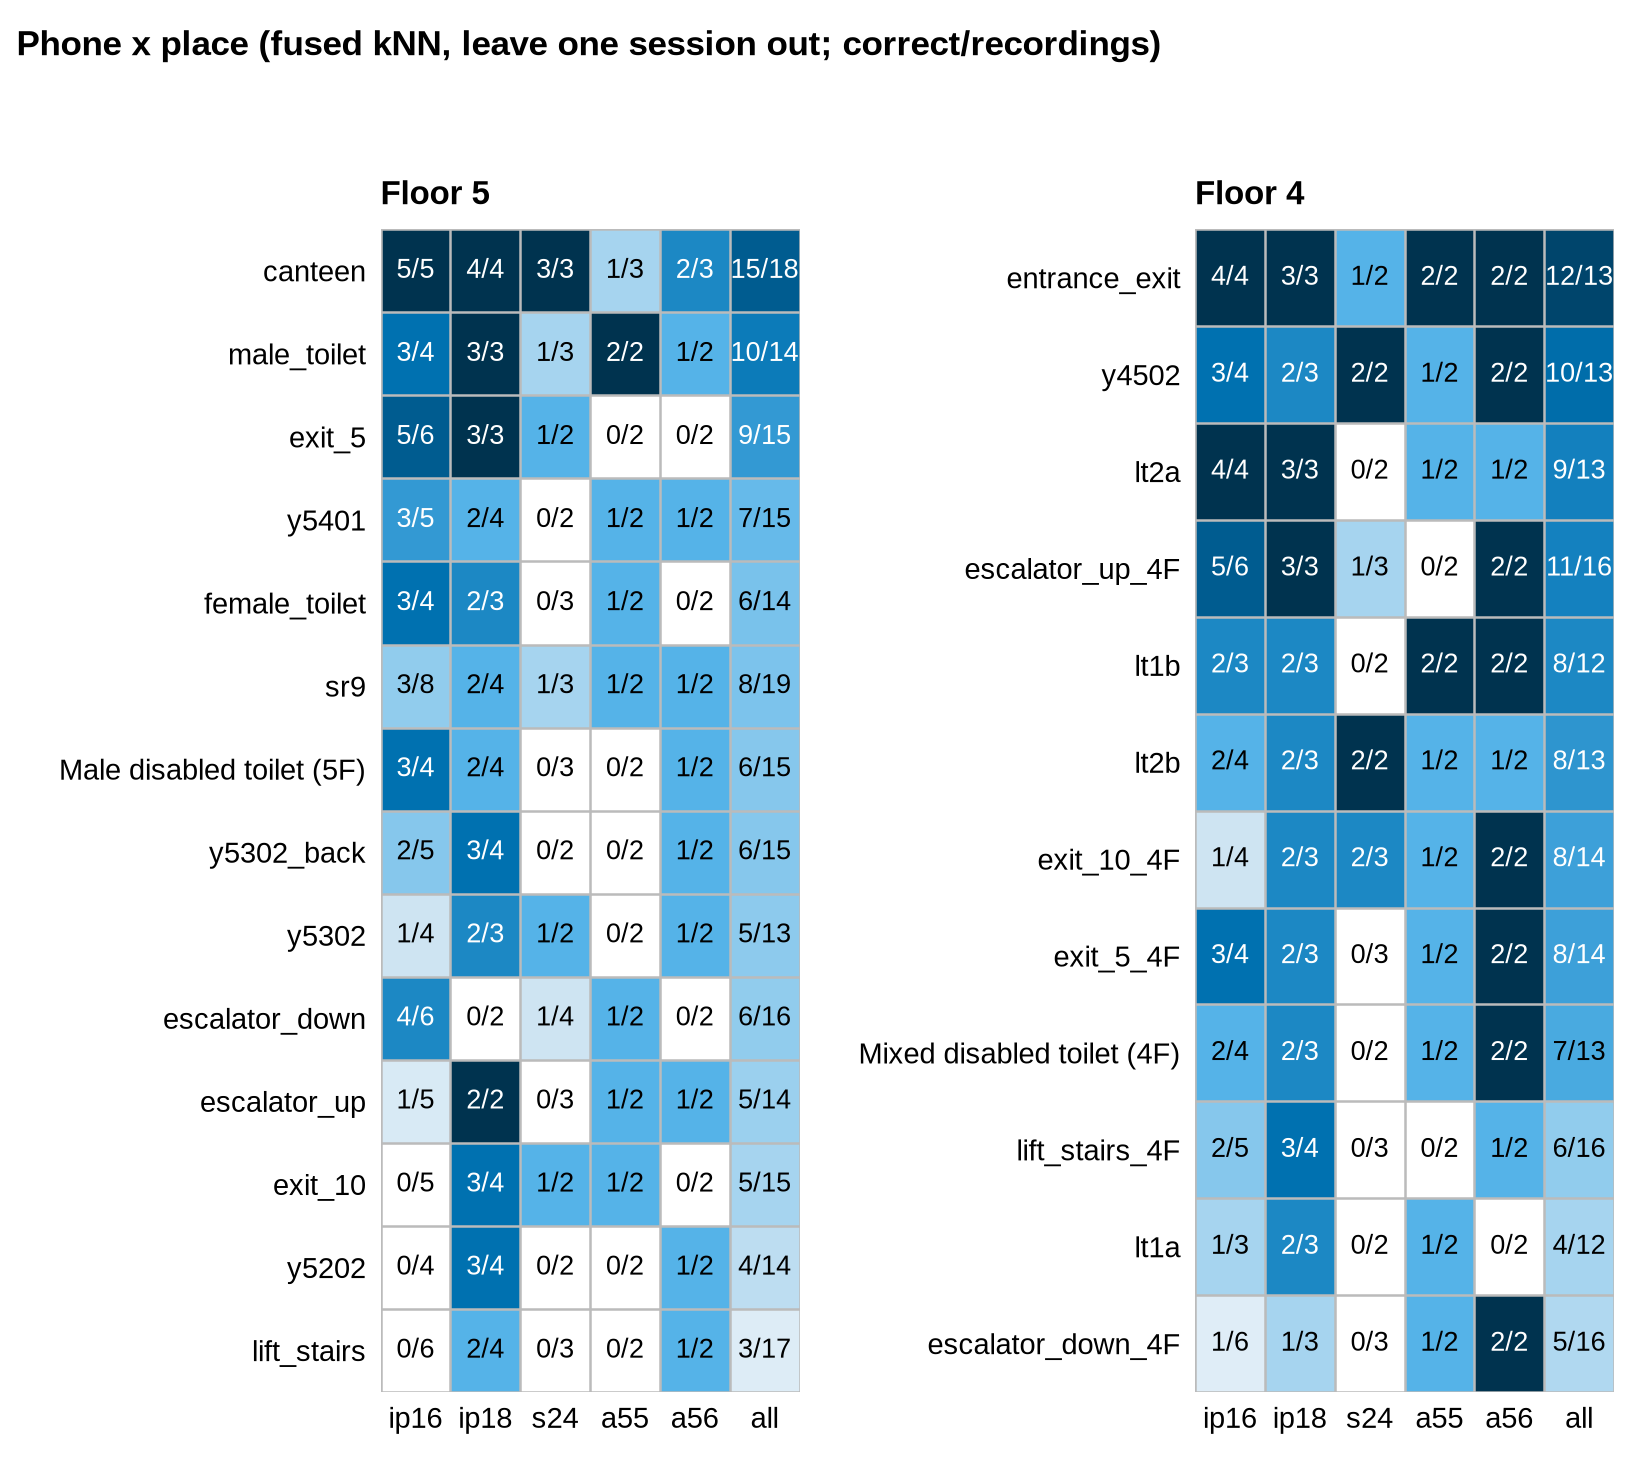 Phone x place (fused kNN, leave one session out; correct/recordings)
Floor 5
canteen 5/5 4/4 3/3 1/3 2/3 15/18
male_toilet 3/4 3/3 1/3 2/2 1/2 10/14
exit_5 5/6 3/3 1/2 0/2 0/2 9/15
y5401 3/5 2/4 0/2 1/2 1/2 7/15
female_toilet 3/4 2/3 0/3 1/2 0/2 6/14
sr9 3/8 2/4 1/3 1/2 1/2 8/19
Male disabled toilet (5F) 3/4 2/4 0/3 0/2 1/2 6/15
y5302_back 2/5 3/4 0/2 0/2 1/2 6/15
y5302 1/4 2/3 1/2 0/2 1/2 5/13
escalator_down 4/6 0/2 1/4 1/2 0/2 6/16
escalator_up 1/5 2/2 0/3 1/2 1/2 5/14
exit_10 0/5 3/4 1/2 1/2 0/2 5/15
y5202 0/4 3/4 0/2 0/2 1/2 4/14
lift_stairs 0/6 2/4 0/3 0/2 1/2 3/17
ip16 ip18 s24 a55 a56 all
Floor 4
entrance_exit 4/4 3/3 1/2 2/2 2/2 12/13
y4502 3/4 2/3 2/2 1/2 2/2 10/13
lt2a 4/4 3/3 0/2 1/2 1/2 9/13
escalator_up_4F 5/6 3/3 1/3 0/2 2/2 11/16
lt1b 2/3 2/3 0/2 2/2 2/2 8/12
lt2b 2/4 2/3 2/2 1/2 1/2 8/13
exit_10_4F 1/4 2/3 2/3 1/2 2/2 8/14
exit_5_4F 3/4 2/3 0/3 1/2 2/2 8/14
Mixed disabled toilet (4F) 2/4 2/3 0/2 1/2 2/2 7/13
lift_stairs_4F 2/5 3/4 0/3 0/2 1/2 6/16
lt1a 1/3 2/3 0/2 1/2 0/2 4/12
escalator_down_4F 1/6 1/3 0/3 1/2 2/2 5/16
ip16 ip18 s24 a55 a56 all